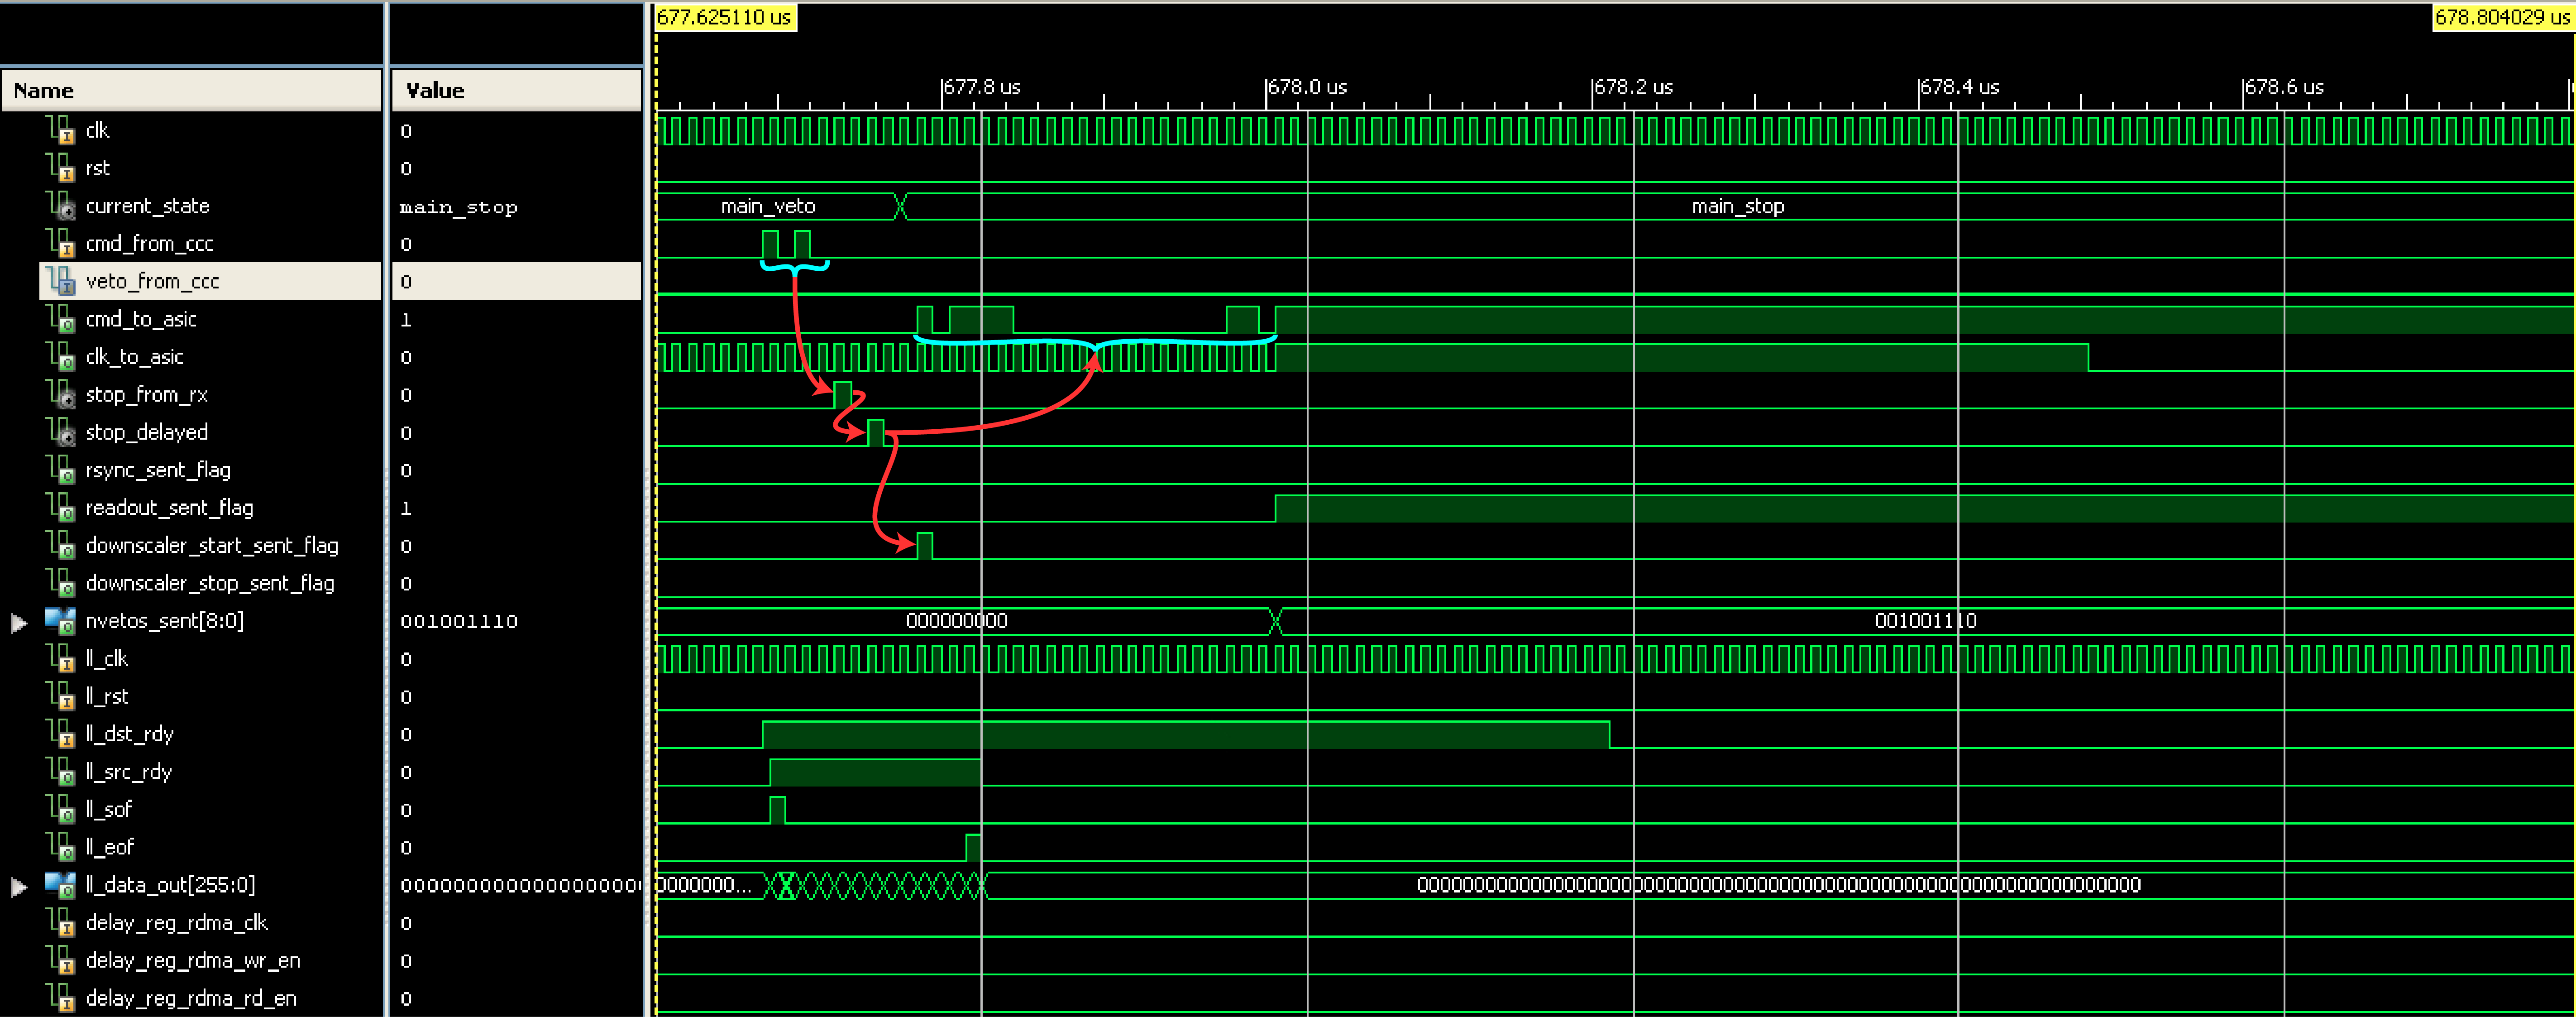 677.625110 us 678.804029 us
677.8 us 678.0 us 678.2 us 678.4 us 678.6 us
Name Value
clk 0
rst 0
current_state main_stop main_veto main_stop
cmd_from_ccc 0
veto_from_ccc 0
cmd_to_asic 1
clk_to_asic 0
stop_from_rx 0
stop_delayed 0
rsync_sent_flag 0
readout_sent_flag 1
downscaler_start_sent_flag 0
downscaler_stop_sent_flag 0
nvetos_sent[8:0] 001001110 000000000 001001110
ll_clk 0
ll_rst 0
ll_dst_rdy 0
ll_src_rdy 0
ll_sof 0
ll_eof 0
ll_data_out[255:0] 0000000...
delay_reg_rdma_clk 0
delay_reg_rdma_wr_en 0
delay_reg_rdma_rd_en 0